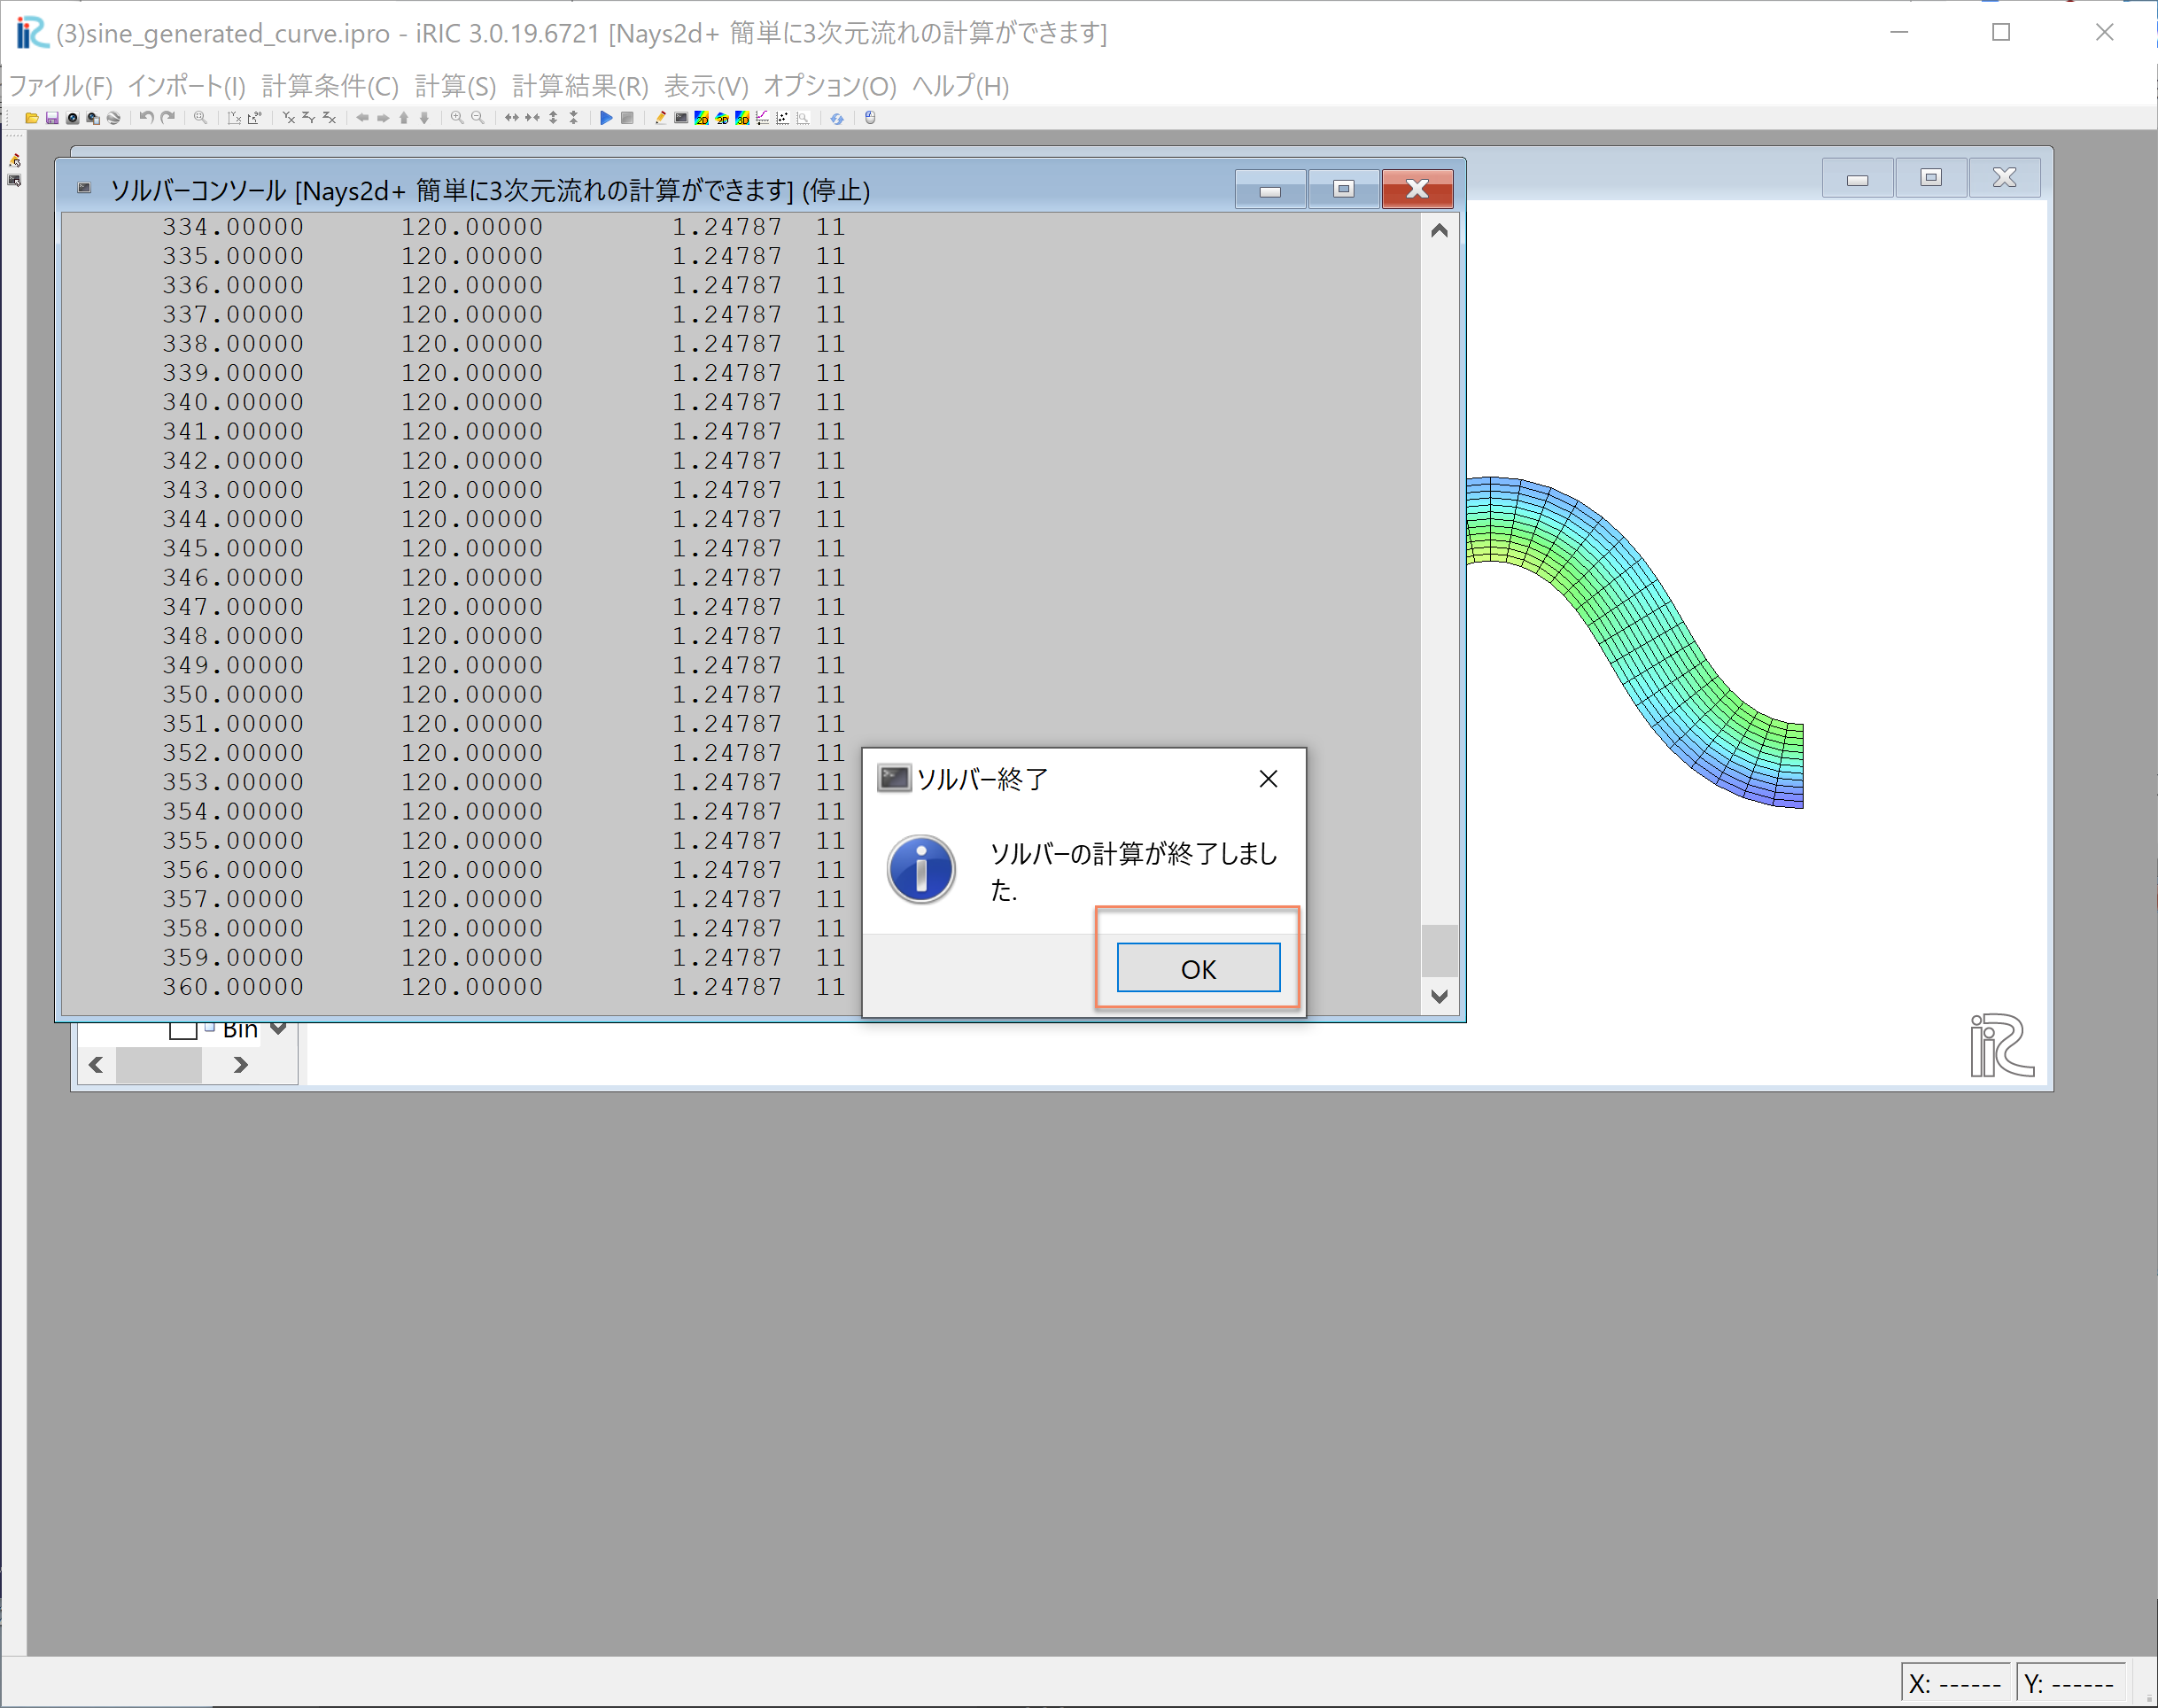 (3)sine_generated_curve.ipro - iRIC 3.0.19.6721 [Nays2d+ 簡単に3次元流れの計算ができます]
ファイル(F) インポート(I) 計算条件(C) 計算(S) 計算結果(R) 表示(V) オプション(O) ヘルプ(H)
ソルバーコンソール [Nays2d+ 簡単に3次元流れの計算ができます] (停止)
334.00000 120.00000 1.24787 11
335.00000 120.00000 1.24787 11
336.00000 120.00000 1.24787 11
337.00000 120.00000 1.24787 11
338.00000 120.00000 1.24787 11
339.00000 120.00000 1.24787 11
340.00000 120.00000 1.24787 11
341.00000 120.00000 1.24787 11
342.00000 120.00000 1.24787 11
343.00000 120.00000 1.24787 11
344.00000 120.00000 1.24787 11
345.00000 120.00000 1.24787 11
346.00000 120.00000 1.24787 11
347.00000 120.00000 1.24787 11
348.00000 120.00000 1.24787 11
349.00000 120.00000 1.24787 11
350.00000 120.00000 1.24787 11
351.00000 120.00000 1.24787 11
352.00000 120.00000 1.24787 11
353.00000 120.00000 1.24787 11
354.00000 120.00000 1.24787 11
355.00000 120.00000 1.24787 11
356.00000 120.00000 1.24787 11
357.00000 120.00000 1.24787 11
358.00000 120.00000 1.24787 11
359.00000 120.00000 1.24787 11
360.00000 120.00000 1.24787 11
ソルバー終了
ソルバーの計算が終了しまし
た.
OK
Bin
iRC
X: ------ Y: ------